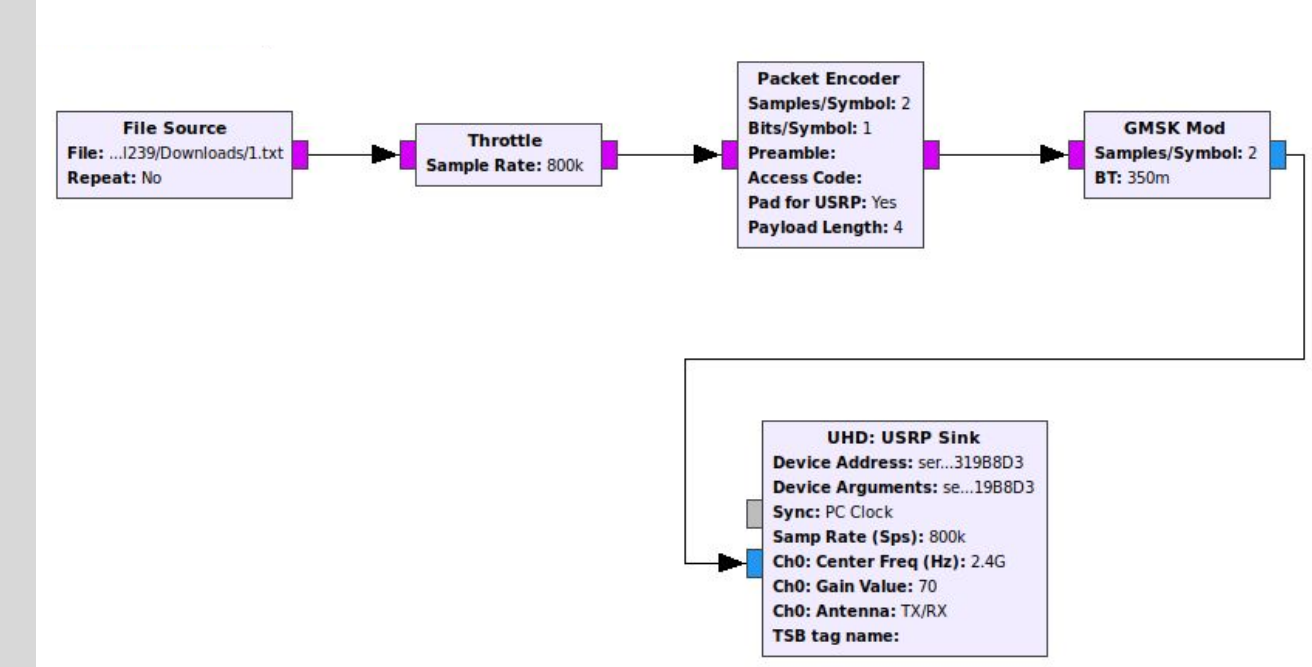 File Source
File: ...l239/Downloads/1.txt
Repeat: No
Throttle
Sample Rate: 800k
Packet Encoder
Samples/Symbol: 2
Bits/Symbol: 1
Preamble:
Access Code:
Pad for USRP: Yes
Payload Length: 4
GMSK Mod
Samples/Symbol: 2
BT: 350m
UHD: USRP Sink
Device Address: ser...319B8D3
Device Arguments: se...19B8D3
Sync: PC Clock
Samp Rate (Sps): 800k
Ch0: Center Freq (Hz): 2.4G
Ch0: Gain Value: 70
Ch0: Antenna: TX/RX
TSB tag name: